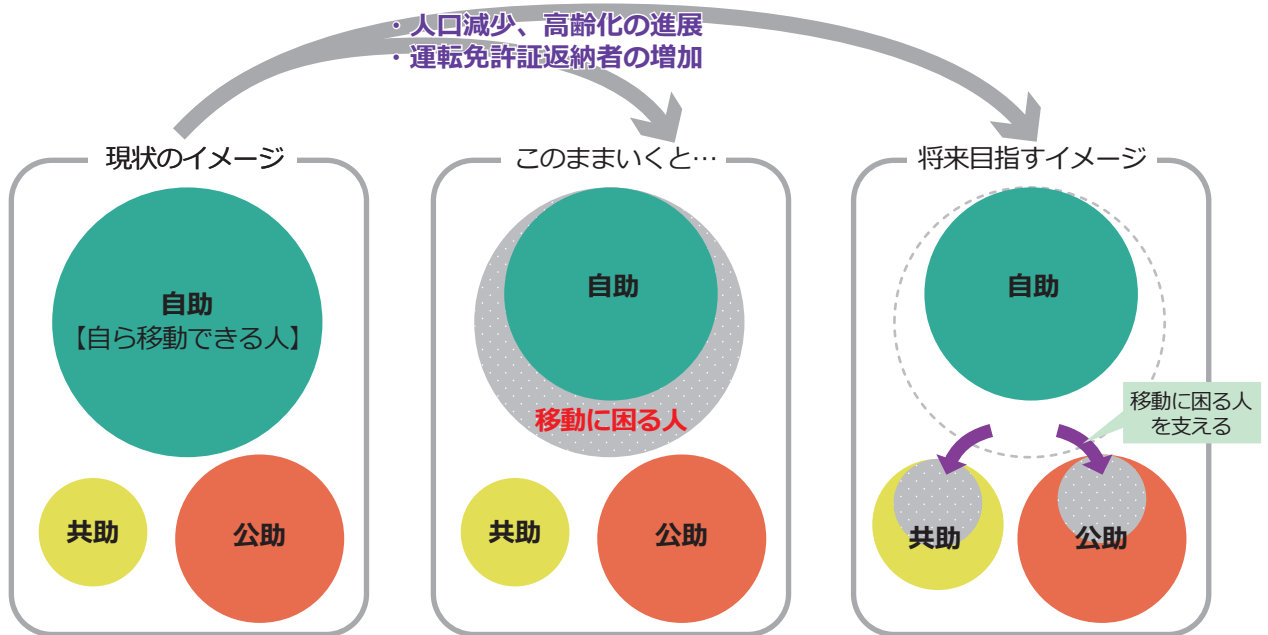 ・人口減少、高齢化の進展
・運転免許証返納者の増加
現状のイメージ
自助
【自ら移動できる人】
共助
公助
このままいくと…
自助
移動に困る人
共助
公助
将来目指すイメージ
自助
移動に困る人
を支える
共助
公助